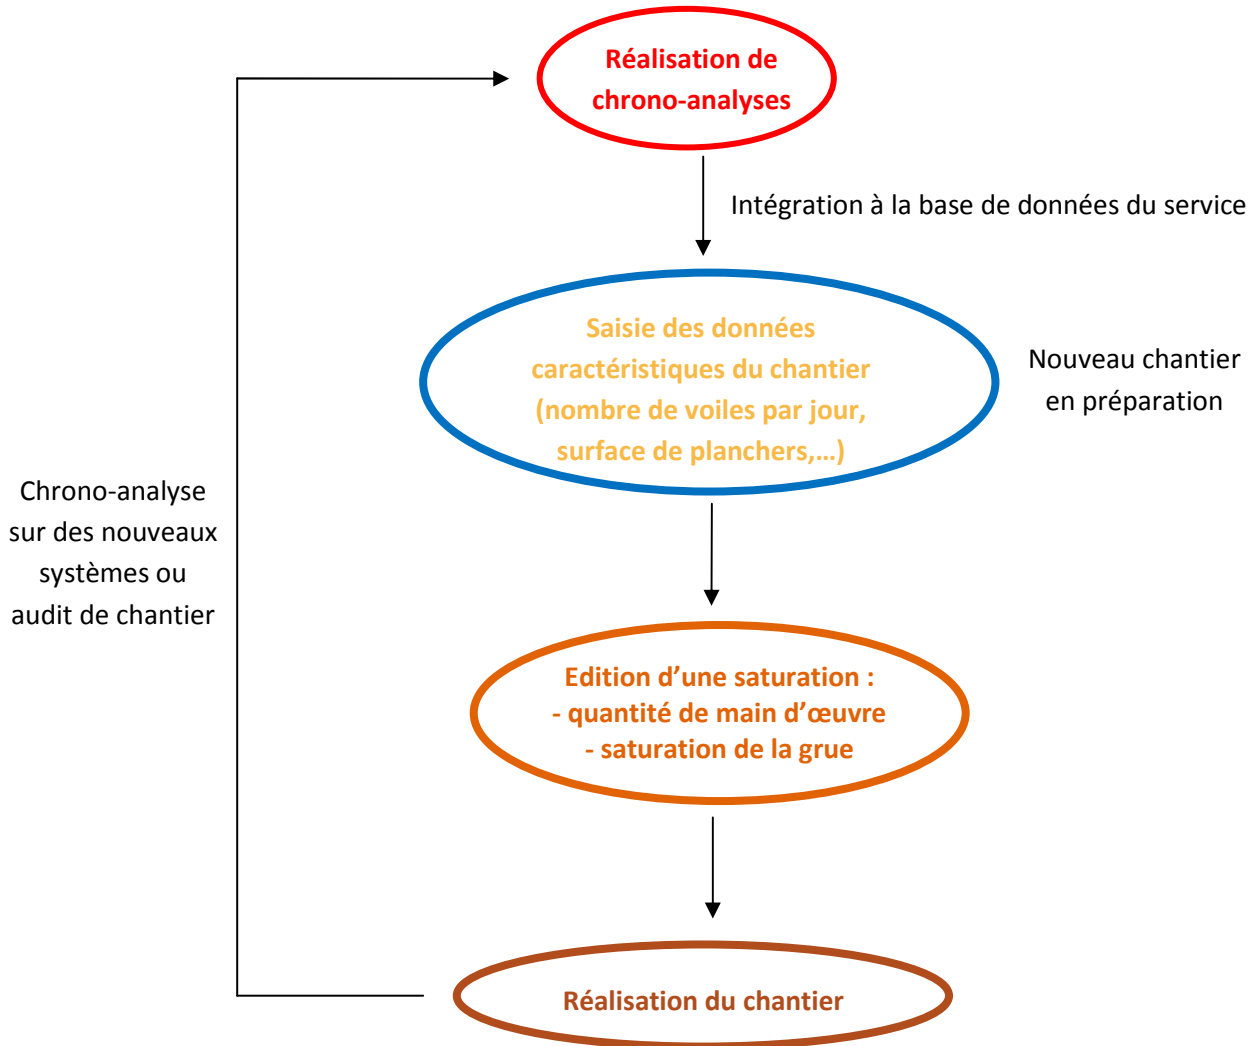 Réalisation de
chrono-analyses
Intégration à la base de données du service
Saisie des données
caractéristiques du chantier
(nombre de voiles par jour,
surface de planchers,...)
Nouveau chantier
en préparation
Chrono-analyse
sur des nouveaux
systèmes ou
audit de chantier
Edition d’une saturation :
- quantité de main d’œuvre
- saturation de la grue
Réalisation du chantier